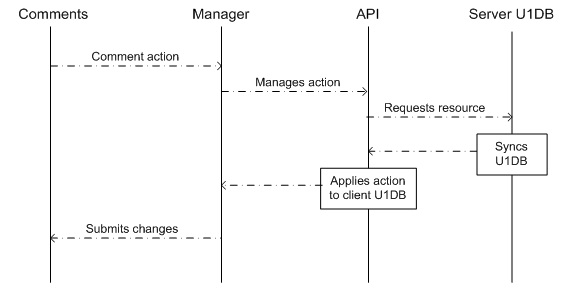 Comments
Manager
API
Server U1DB
Comment action
Manages action
Requests resource
Syncs
U1DB
Applies action
to client U1DB
Submits changes